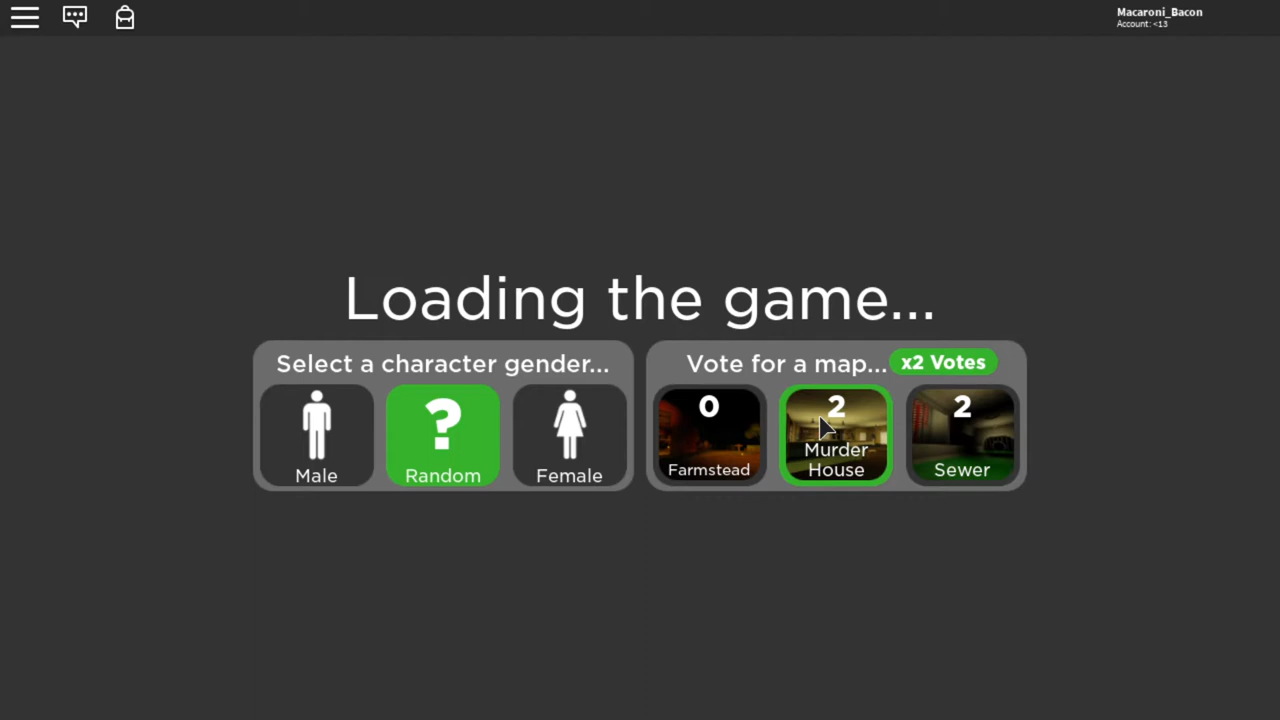 Macaroni_Bacon
Account: <13
Loading the game...
Select a character gender...
Male
?
Random
Female
Vote for a map...
x2 Votes
0
Farmstead
2
Murder
House
2
Sewer